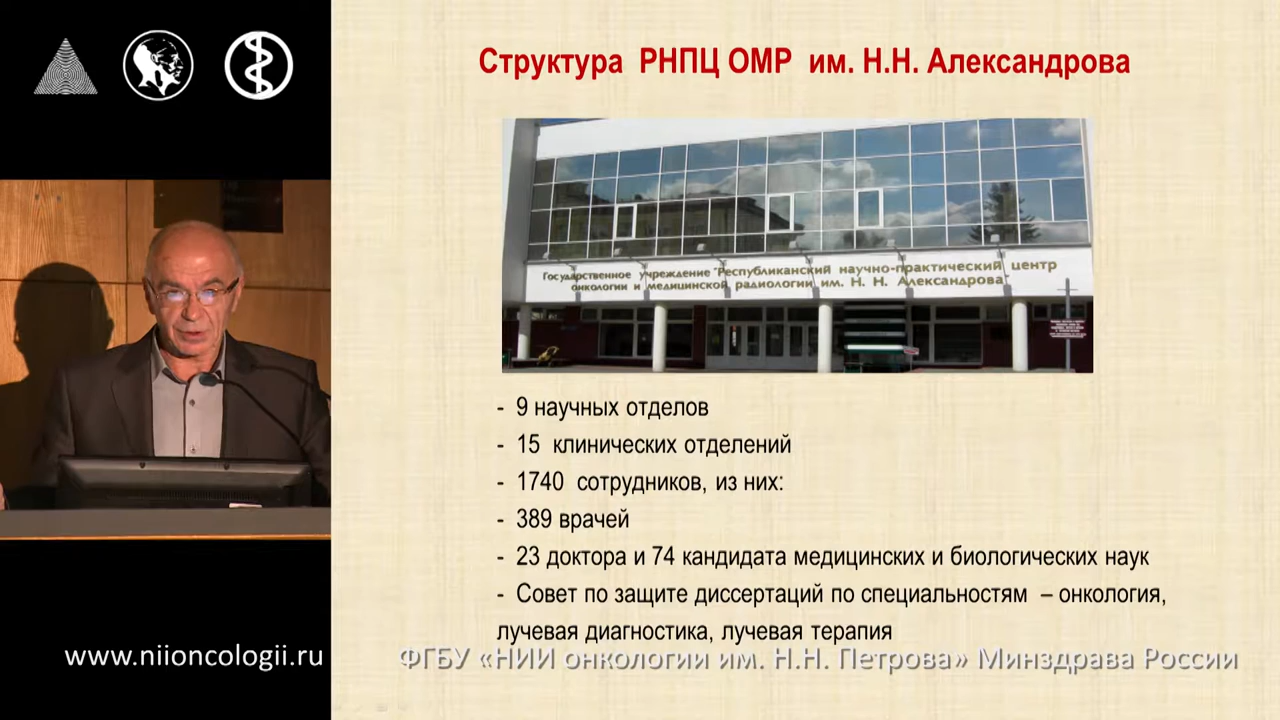 Структура РНПЦ ОМР им. Н.Н. Александрова
Государственное учреждение "Республиканский научно-практический центр
онкологии и медицинской радиологии им. Н. Н. Александрова
- 9 научных отделов
- 15 клинических отделений
- 1740 сотрудников, из них:
- 389 врачей
- 23 доктора и 74 кандидата медицинских и биологических наук
- Совет по защите диссертаций по специальностям – онкология,
лучевая диагностика, лучевая терапия
www.niioncologii.ru
ФГБУ «НИИ онкологии им. Н.Н. Петрова» Минздрава России